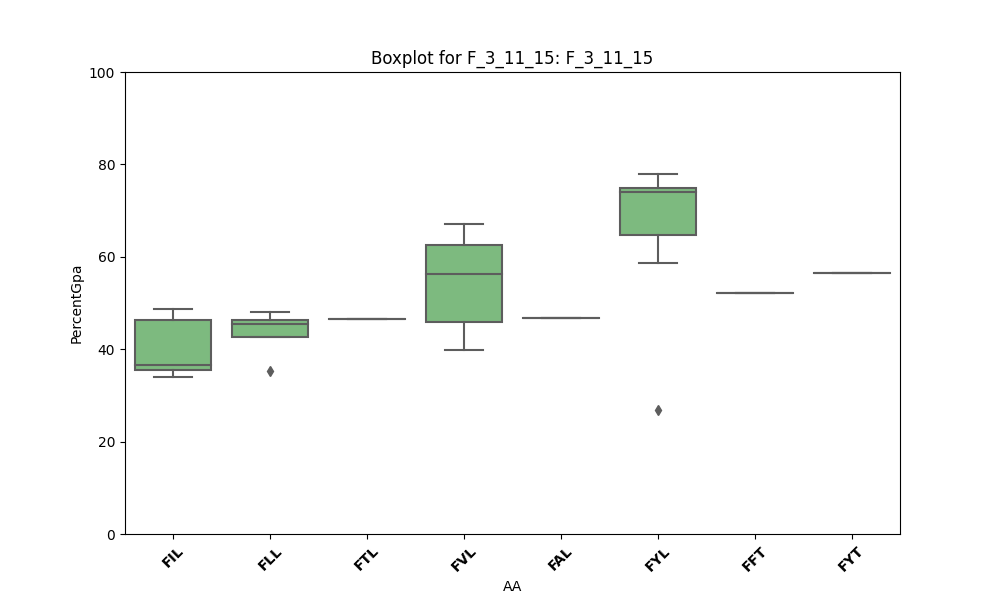 Boxplot for F_3_11_15: F_3_11_15
100
80
60
40
20
0
PercentGpa
FIL
FLL
FTL
FVL
FAL
FYL
FFT
FYT
AA